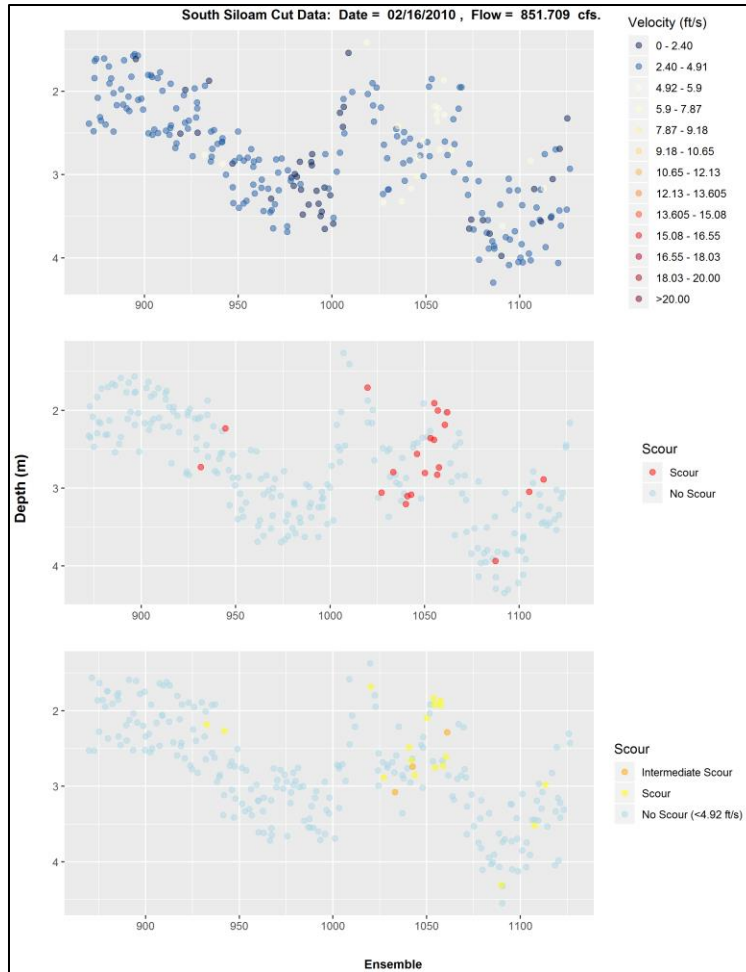 South Siloam Cut Data: Date = 02/16/2010 , Flow = 851.709 cfs.
Velocity (ft/s)
0 - 2.40
2.40 - 4.91
4.92 - 5.9
5.9 - 7.87
7.87 - 9.18
9.18 - 10.65
10.65 - 12.13
12.13 - 13.605
13.605 - 15.08
15.08 - 16.55
16.55 - 18.03
18.03 - 20.00
>20.00
2
3
4
900
950
1000
1050
1100
Depth (m)
2
3
4
900
950
1000
1050
1100
Scour
Scour
No Scour
2
3
4
900
950
1000
1050
1100
Scour
Intermediate Scour
Scour
No Scour (<4.92 ft/s)
Ensemble